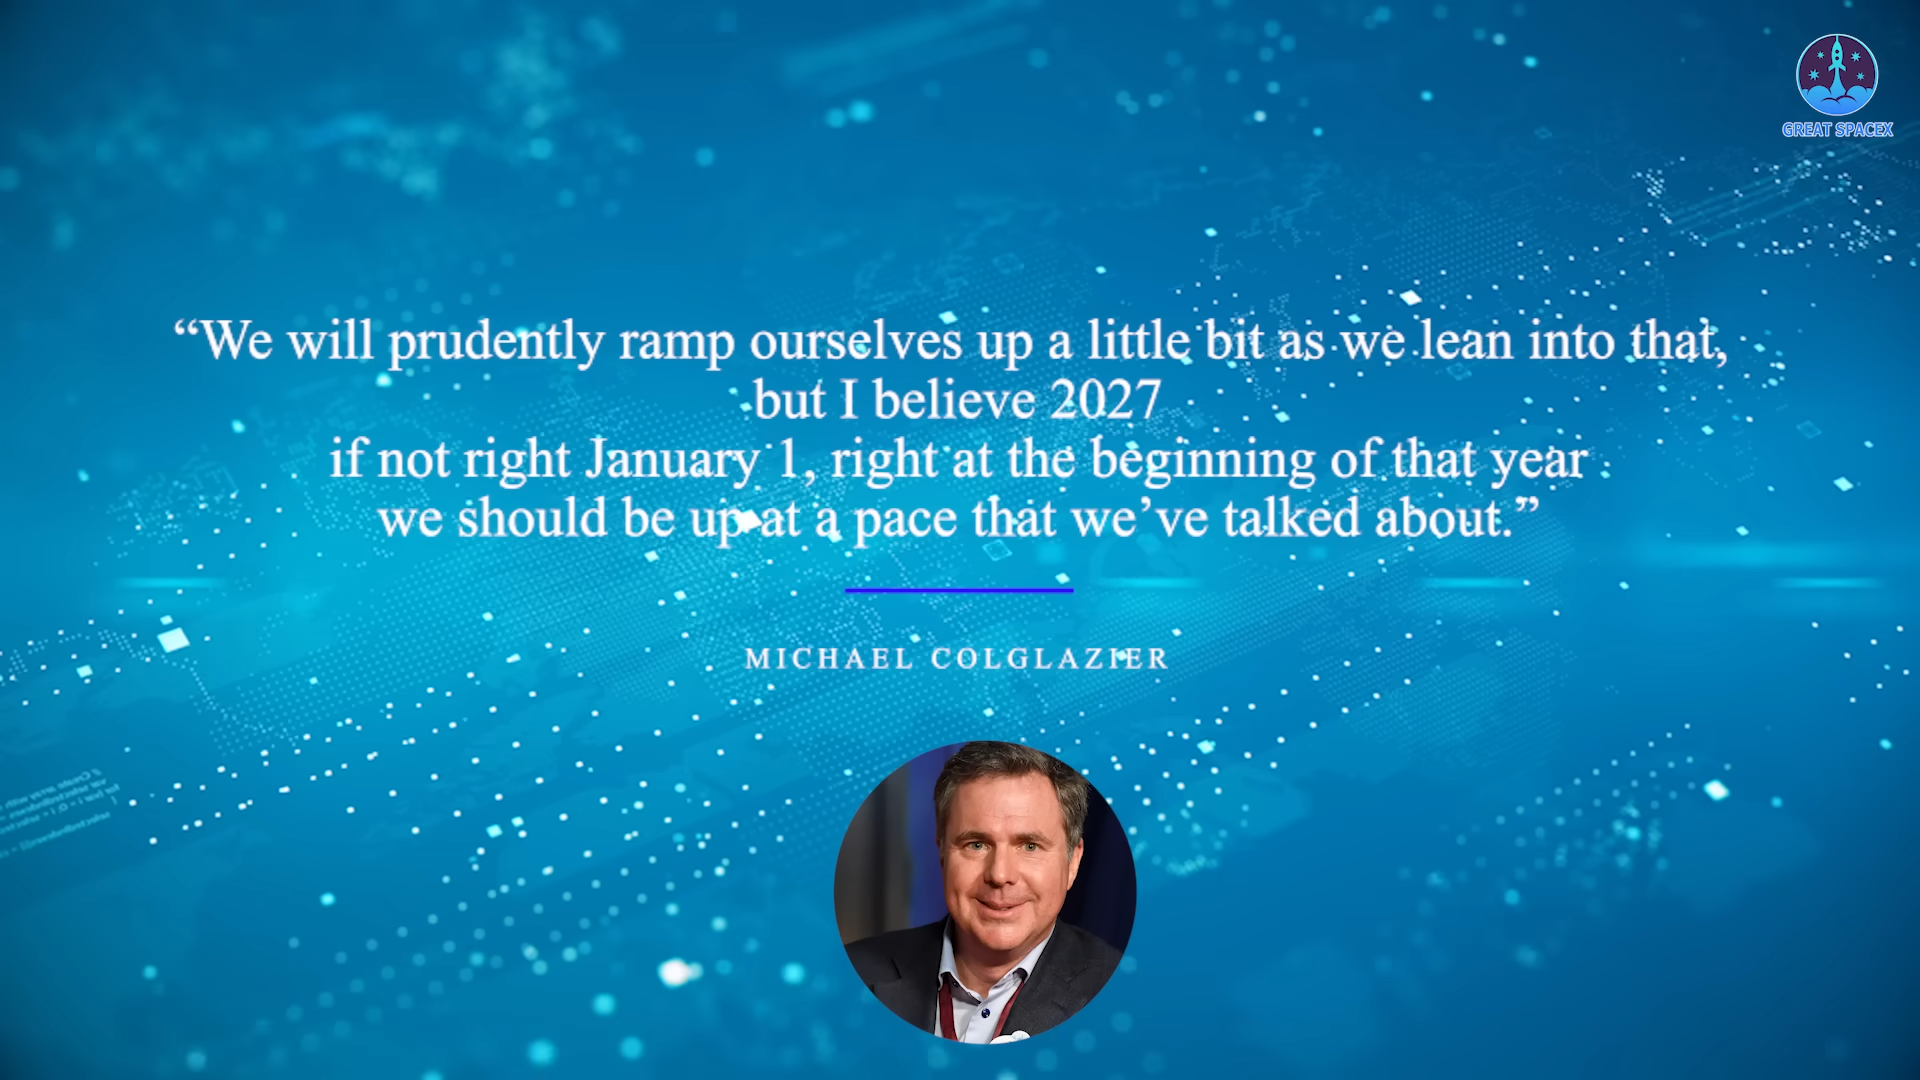 GREAT SPACEX
“We will prudently ramp ourselves up a little bit as we lean into that,
but I believe 2027
if not right January 1, right at the beginning of that year
we should be up at a pace that we’ve talked about.”
MICHAEL COLGLAZIER